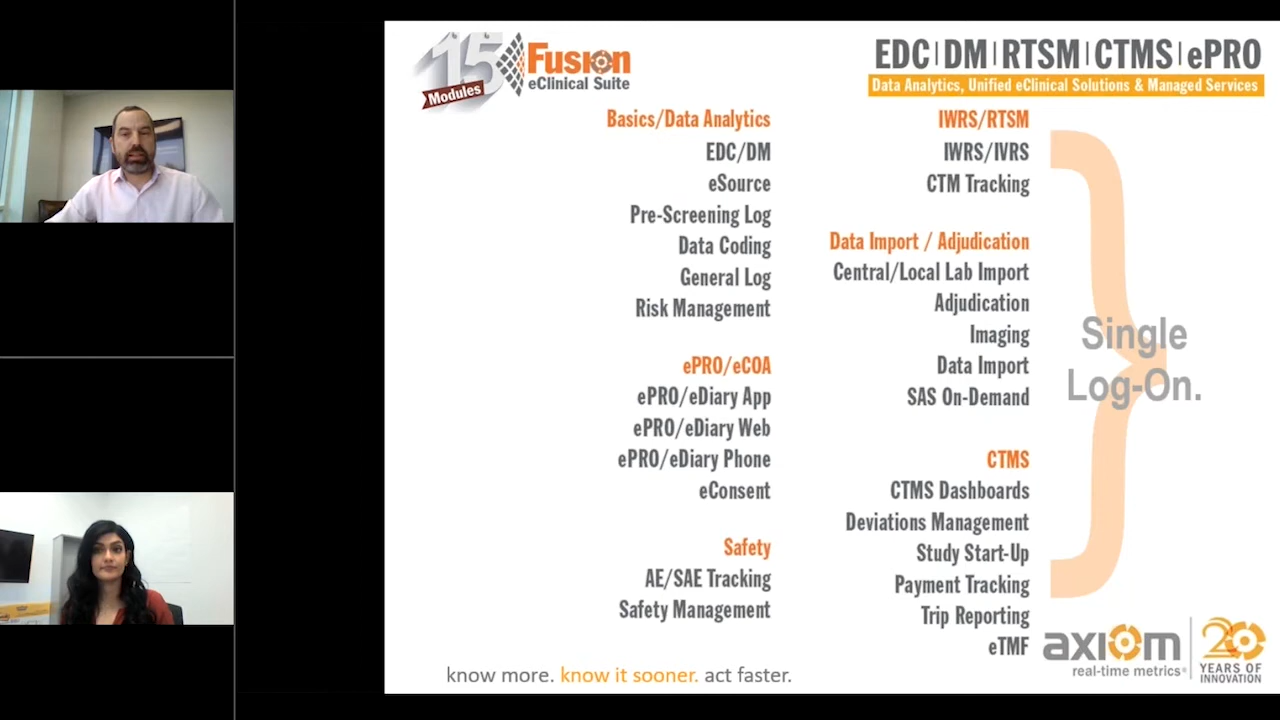 15
Modules
Fusion
eClinical Suite
EDC|DM|RTSM|CTMS|ePRO
Data Analytics, Unified eClinical Solutions & Managed Services
Basics/Data Analytics
EDC/DM
eSource
Pre-Screening Log
Data Coding
General Log
Risk Management
ePRO/eCOA
ePRO/eDiary App
ePRO/eDiary Web
ePRO/eDiary Phone
eConsent
Safety
AE/SAE Tracking
Safety Management
IWRS/RTSM
IWRS/IVRS
CTM Tracking
Data Import / Adjudication
Central/Local Lab Import
Adjudication
Imaging
Data Import
SAS On-Demand
CTMS
CTMS Dashboards
Deviations Management
Study Start-Up
Payment Tracking
Trip Reporting
eTMF
Single
Log-On.
know more. know it sooner. act faster.
axiom
real-time metrics®
20
YEARS OF
INNOVATION